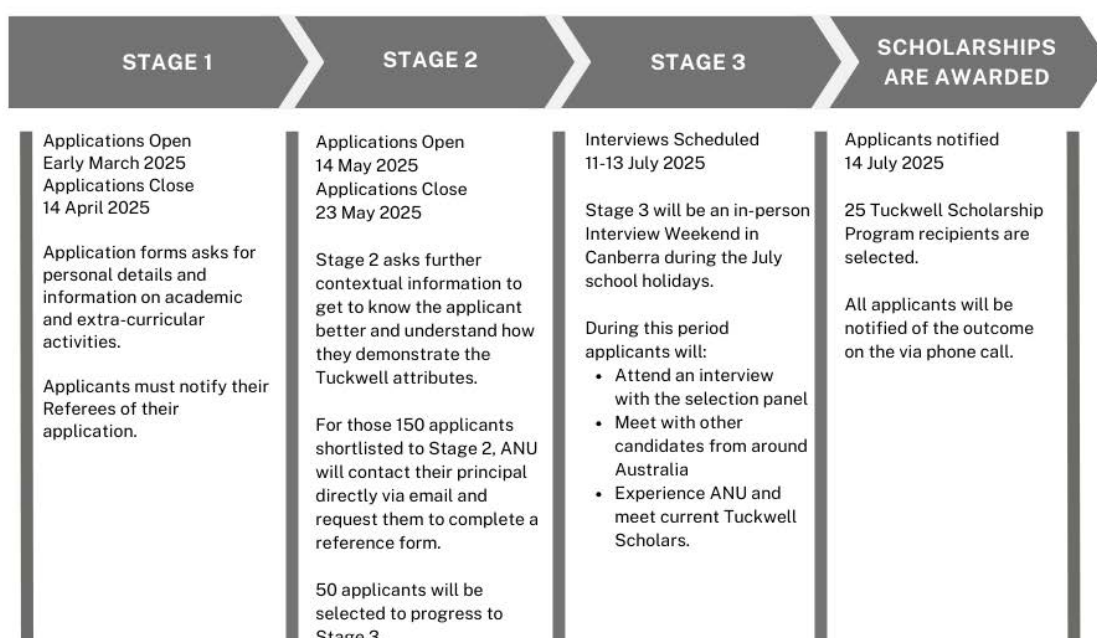 STAGE 1
STAGE 2
STAGE 3
SCHOLARSHIPS
ARE AWARDED
Applications Open
Early March 2025
Applications Close
14 April 2025
Application forms asks for
personal details and
information on academic
and extra-curricular
activities.
Applicants must notify their
Referees of their
application.
Applications Open
14 May 2025
Applications Close
23 May 2025
Stage 2 asks further
contextual information to
get to know the applicant
better and understand how
they demonstrate the
Tuckwell attributes.
For those 150 applicants
shortlisted to Stage 2, ANU
will contact their principal
directly via email and
request them to complete a
reference form.
50 applicants will be
selected to progress to
Stage 3
Interviews Scheduled
11-13 July 2025
Stage 3 will be an in-person
Interview Weekend in
Canberra during the July
school holidays.
During this period
applicants will:
• Attend an interview
with the selection panel
• Meet with other
candidates from around
Australia
• Experience ANU and
meet current Tuckwell
Scholars.
Applicants notified
14 July 2025
25 Tuckwell Scholarship
Program recipients are
selected.
All applicants will be
notified of the outcome
on the via phone call.